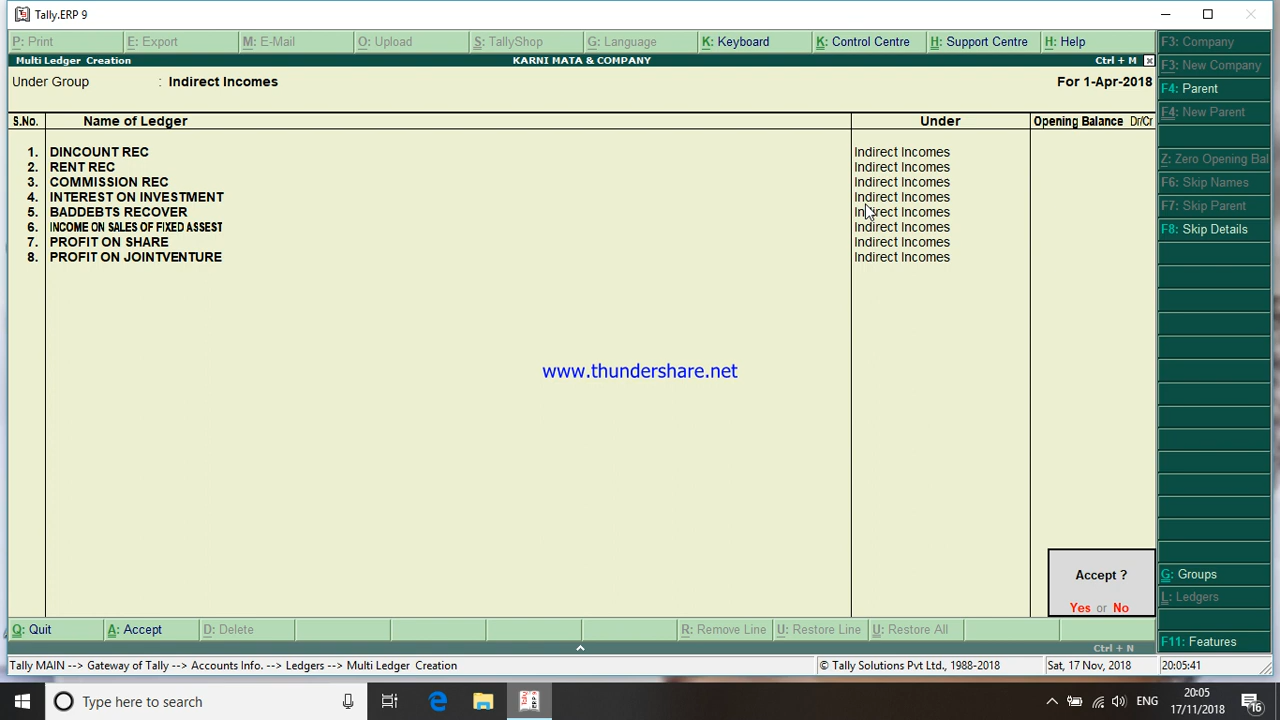 Tally.ERP 9
P: Print E: Export M: E-Mail O: Upload S: TallyShop G: Language K: Keyboard K: Control Centre H: Support Centre H: Help
Multi Ledger Creation KARNI MATA & COMPANY Ctrl + M
Under Group : Indirect Incomes For 1-Apr-2018
S.No. Name of Ledger Under Opening Balance Dr/Cr
1. DINCOUNT REC Indirect Incomes
2. RENT REC Indirect Incomes
3. COMMISSION REC Indirect Incomes
4. INTEREST ON INVESTMENT Indirect Incomes
5. BADDEBTS RECOVER Indirect Incomes
6. INCOME ON SALES OF FIXED ASSEST Indirect Incomes
7. PROFIT ON SHARE Indirect Incomes
8. PROFIT ON JOINTVENTURE Indirect Incomes
www.thundershare.net
Accept ?
Yes or No
F3: Company
F3: New Company
F4: Parent
F4: New Parent
Z: Zero Opening Bal
F6: Skip Names
F7: Skip Parent
F8: Skip Details
G: Groups
L: Ledgers
F11: Features
Q: Quit A: Accept D: Delete R: Remove Line U: Restore Line U: Restore All
Ctrl + N
Tally MAIN --> Gateway of Tally --> Accounts Info. --> Ledgers --> Multi Ledger Creation © Tally Solutions Pvt Ltd., 1988-2018 Sat, 17 Nov, 2018 20:05:41
Type here to search ENG 20:05
17/11/2018 16